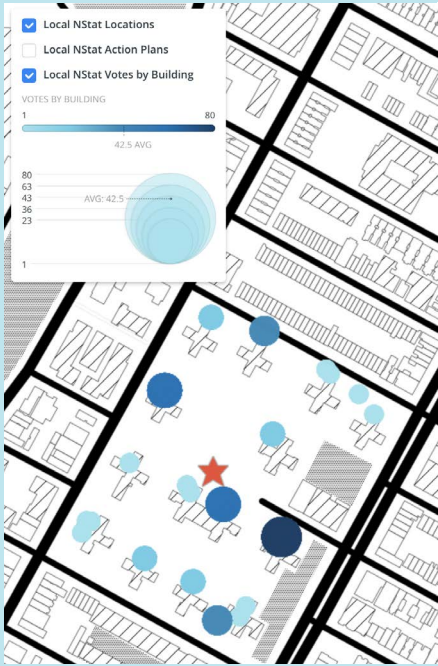 Local NStat Locations
Local NStat Action Plans
Local NStat Votes by Building
VOTES BY BUILDING
1 80
42.5 AVG
80
63
43
36
23
1
AVG: 42.5